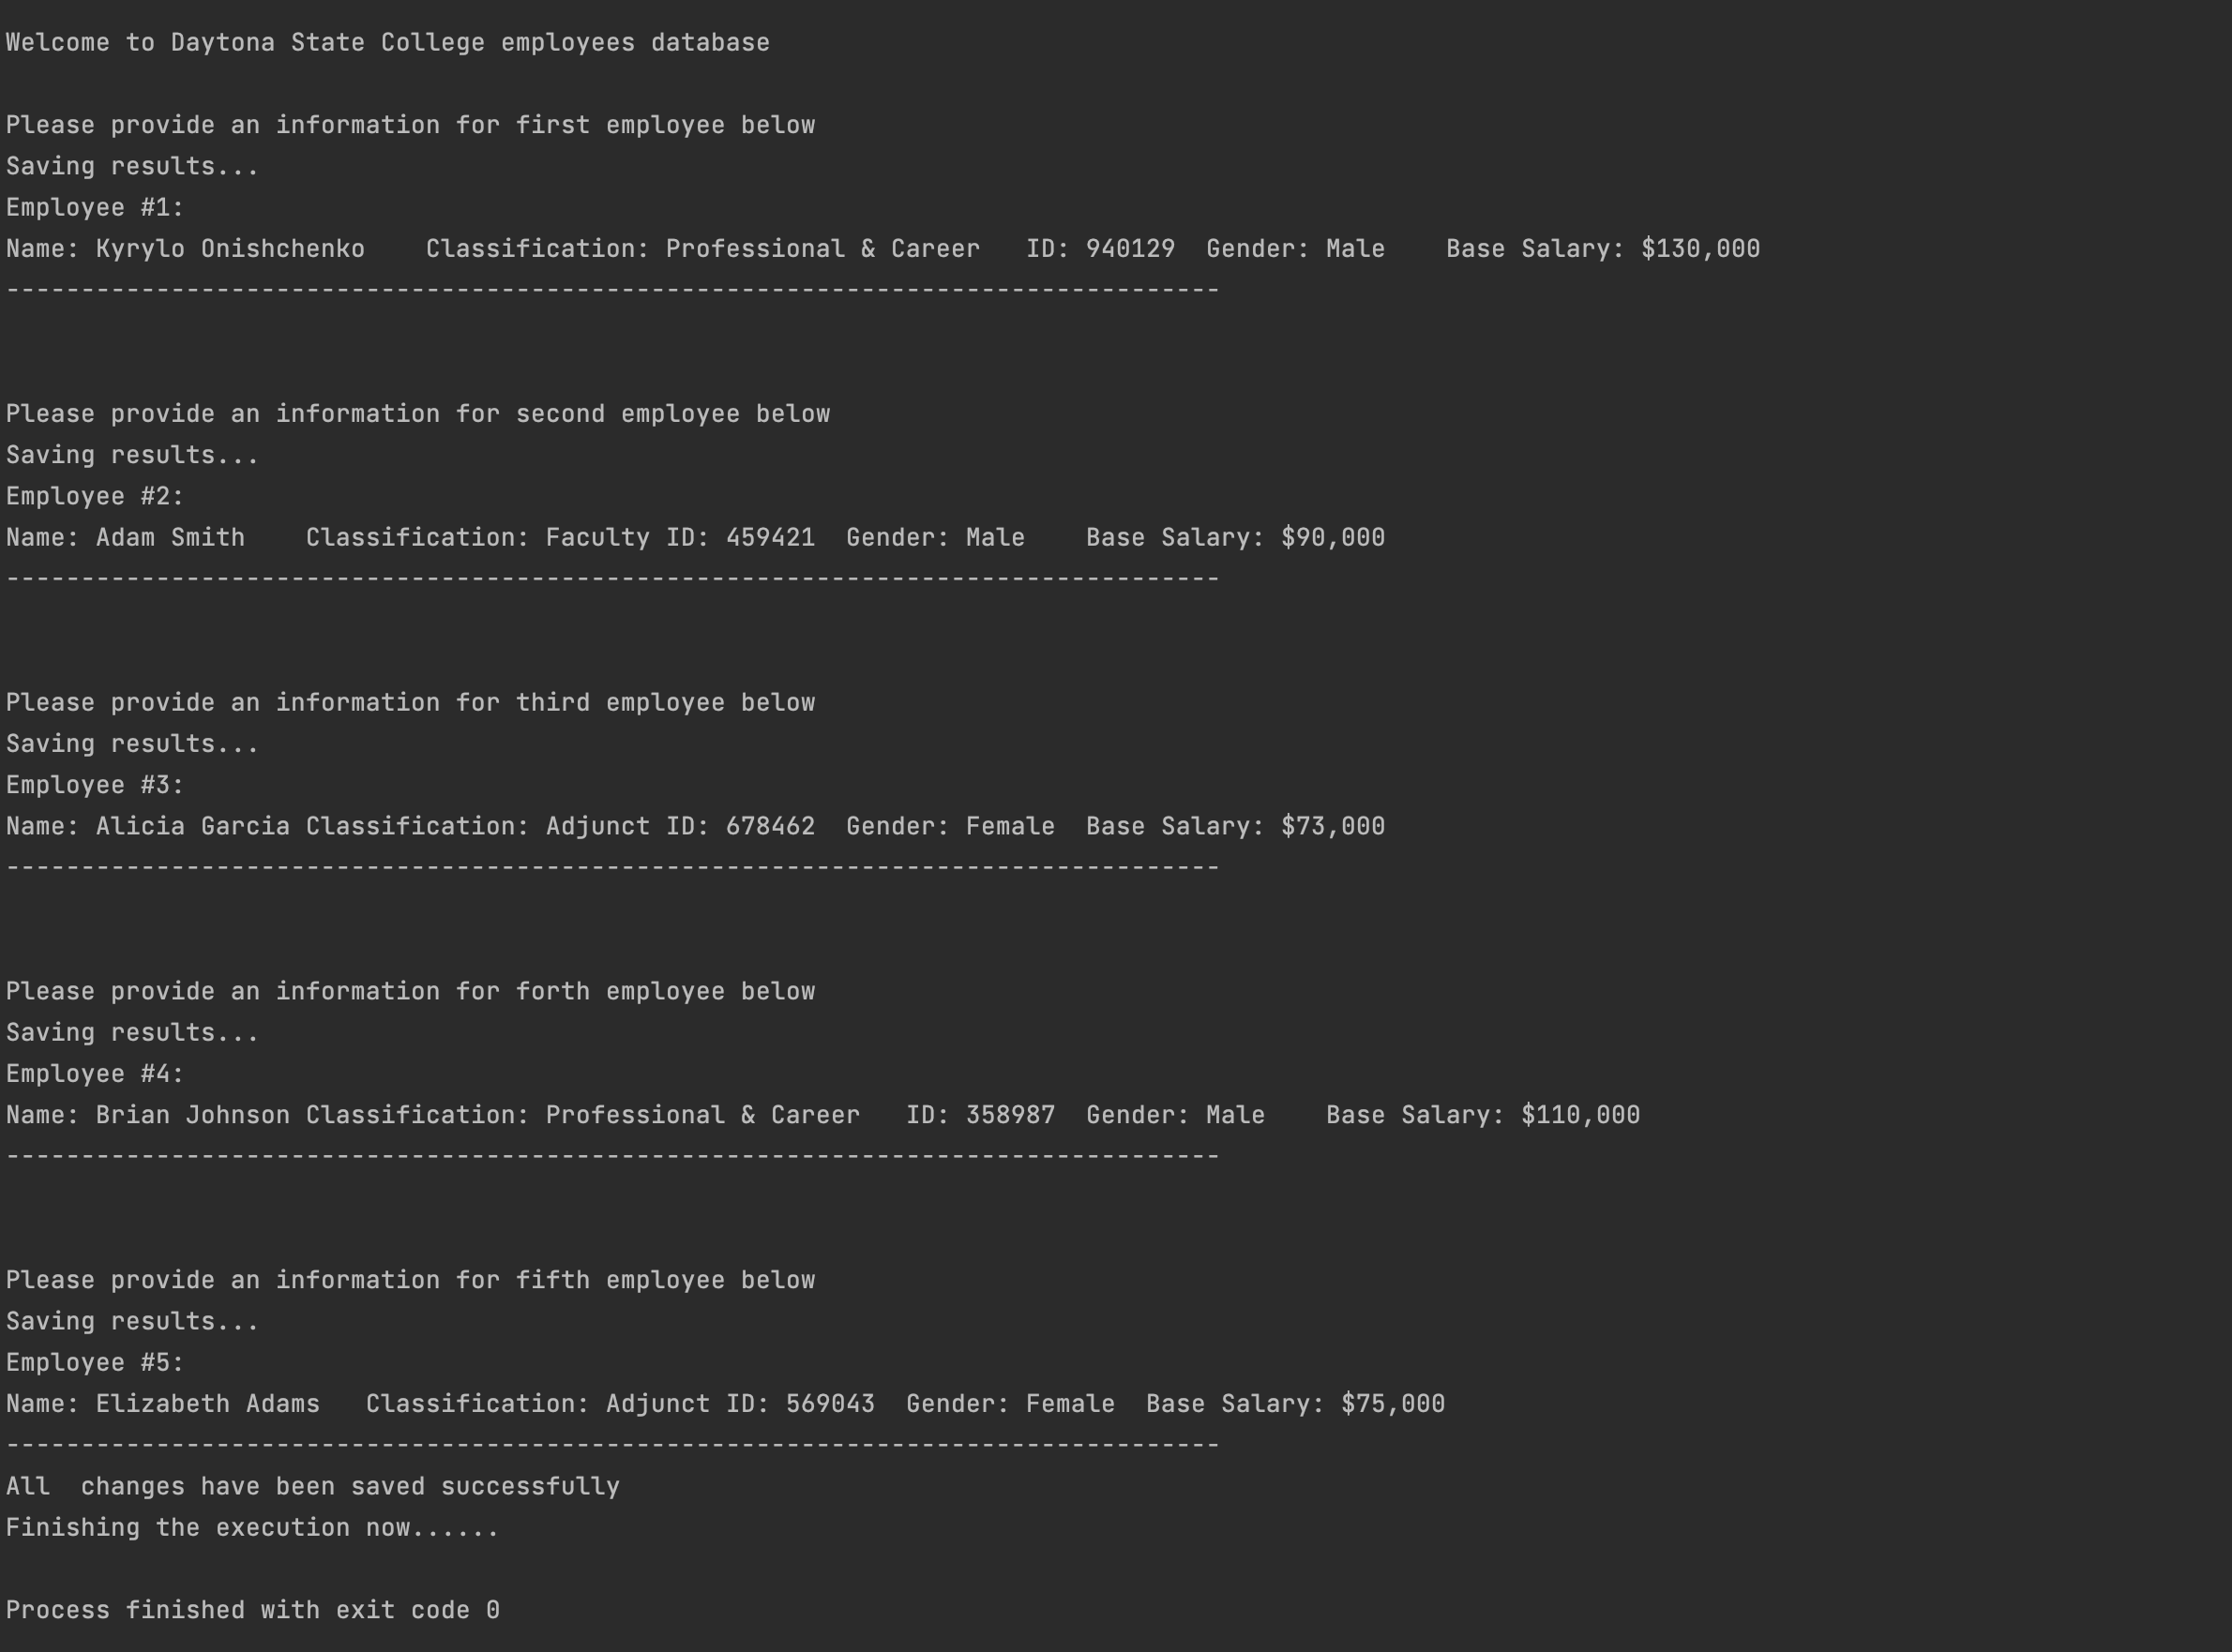 Welcome to Daytona State College employees database
Please provide an information for first employee below
Saving results...
Employee #1:
Name: Kyrylo Onishchenko    Classification: Professional & Career   ID: 940129  Gender: Male    Base Salary: $130,000
---------------------------------------------------------------------------------
Please provide an information for second employee below
Saving results...
Employee #2:
Name: Adam Smith    Classification: Faculty ID: 459421  Gender: Male    Base Salary: $90,000
---------------------------------------------------------------------------------
Please provide an information for third employee below
Saving results...
Employee #3:
Name: Alicia Garcia Classification: Adjunct ID: 678462  Gender: Female  Base Salary: $73,000
---------------------------------------------------------------------------------
Please provide an information for forth employee below
Saving results...
Employee #4:
Name: Brian Johnson Classification: Professional & Career   ID: 358987  Gender: Male    Base Salary: $110,000
---------------------------------------------------------------------------------
Please provide an information for fifth employee below
Saving results...
Employee #5:
Name: Elizabeth Adams   Classification: Adjunct ID: 569043  Gender: Female  Base Salary: $75,000
---------------------------------------------------------------------------------
All  changes have been saved successfully
Finishing the execution now......
Process finished with exit code 0